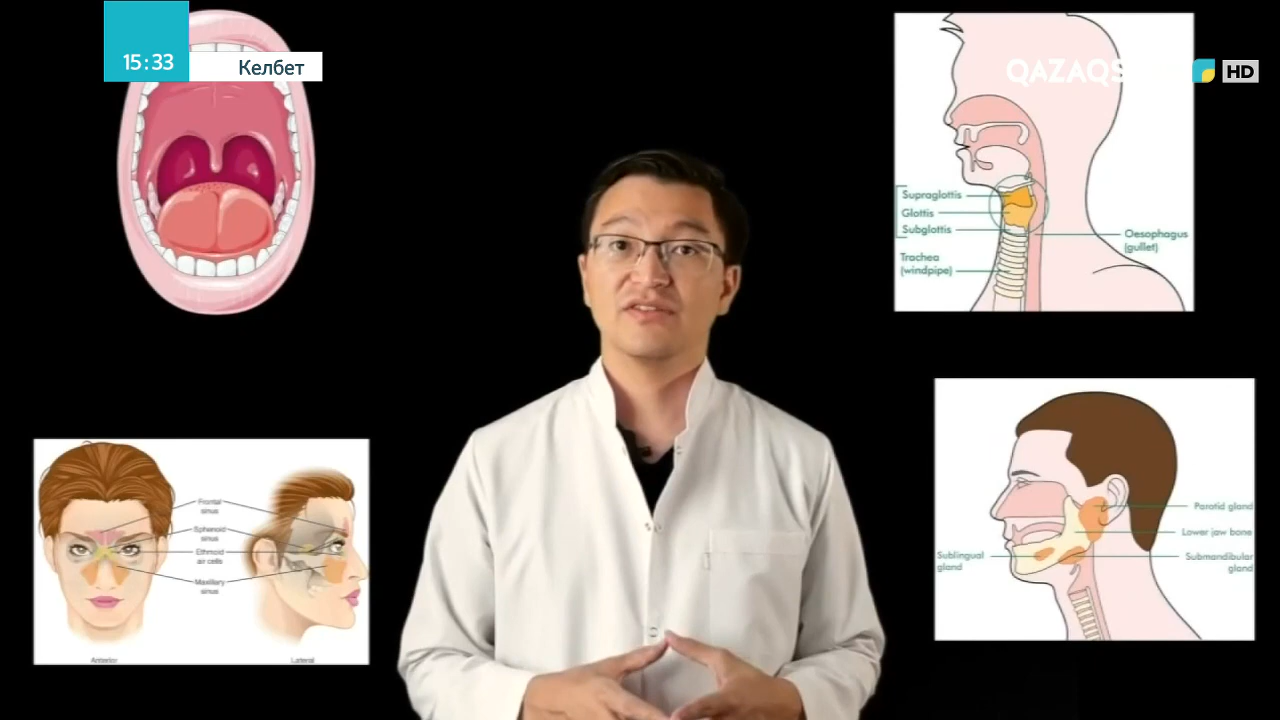 15:33
Келбет
QAZAQS
HD
Supraglottis
Glottis
Subglottis
Trachea
(windpipe)
Oesophagus
(gullet)
Frontal
sinus
Sphenoid
sinus
Ethmoid
air cells
Maxillary
sinus
Anterior
Lateral
Parotid gland
Lower jaw bone
Sublingual
gland
Submandibular
gland